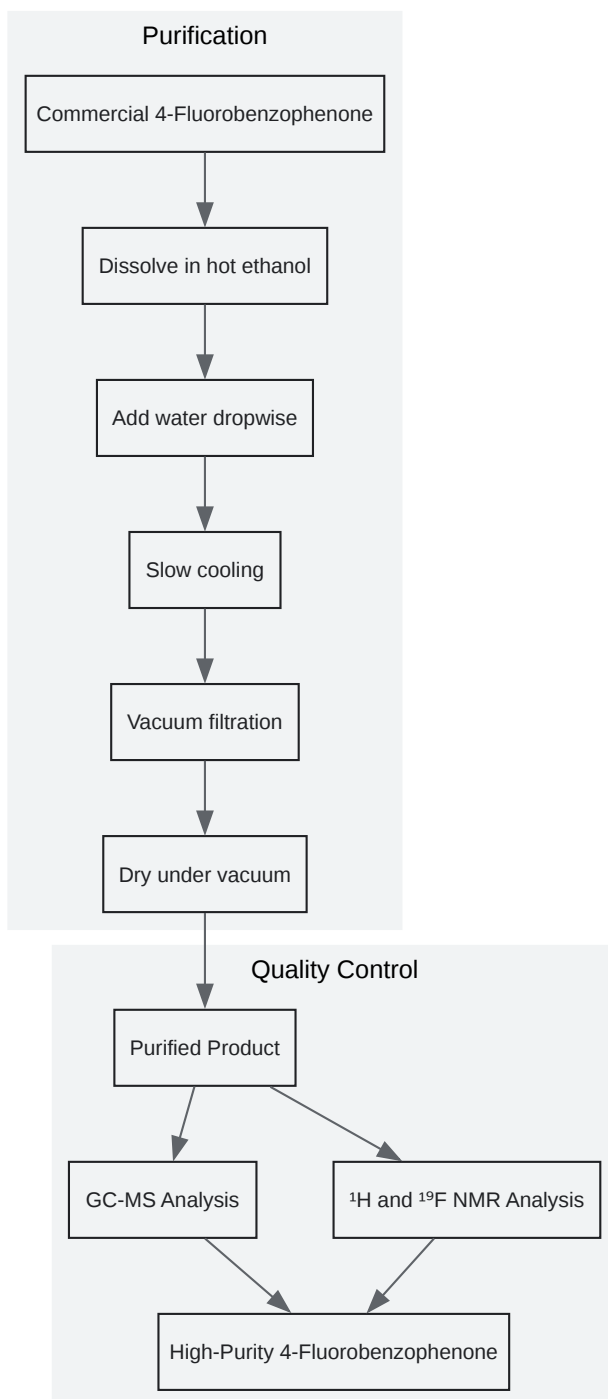 Purification
Commercial 4-Fluorobenzophenone
Dissolve in hot ethanol
Add water dropwise
Slow cooling
Vacuum filtration
Dry under vacuum
Quality Control
Purified Product
GC-MS Analysis
¹H and ¹⁹F NMR Analysis
High-Purity 4-Fluorobenzophenone